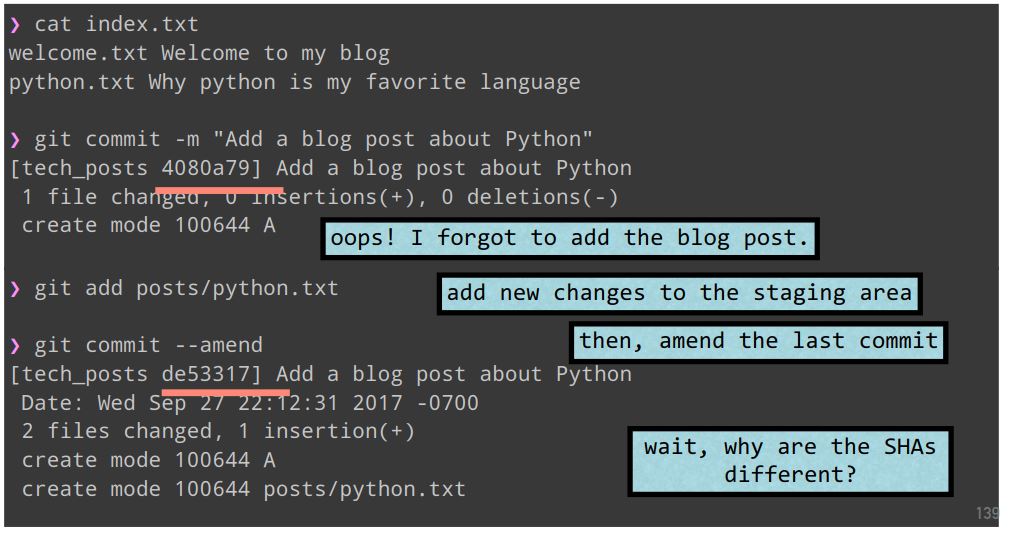 ❯ cat index.txt
welcome.txt Welcome to my blog
python.txt Why python is my favorite language
❯ git commit -m "Add a blog post about Python"
[tech_posts 4080a79] Add a blog post about Python
1 file changed, 0 insertions(+), 0 deletions(-)
create mode 100644 A
oops! I forgot to add the blog post.
❯ git add posts/python.txt
add new changes to the staging area
then, amend the last commit
❯ git commit --amend
[tech_posts de53317] Add a blog post about Python
Date: Wed Sep 27 22:12:31 2017 -0700
2 files changed, 1 insertion(+)
create mode 100644 A
create mode 100644 posts/python.txt
wait, why are the SHAs
different?
139